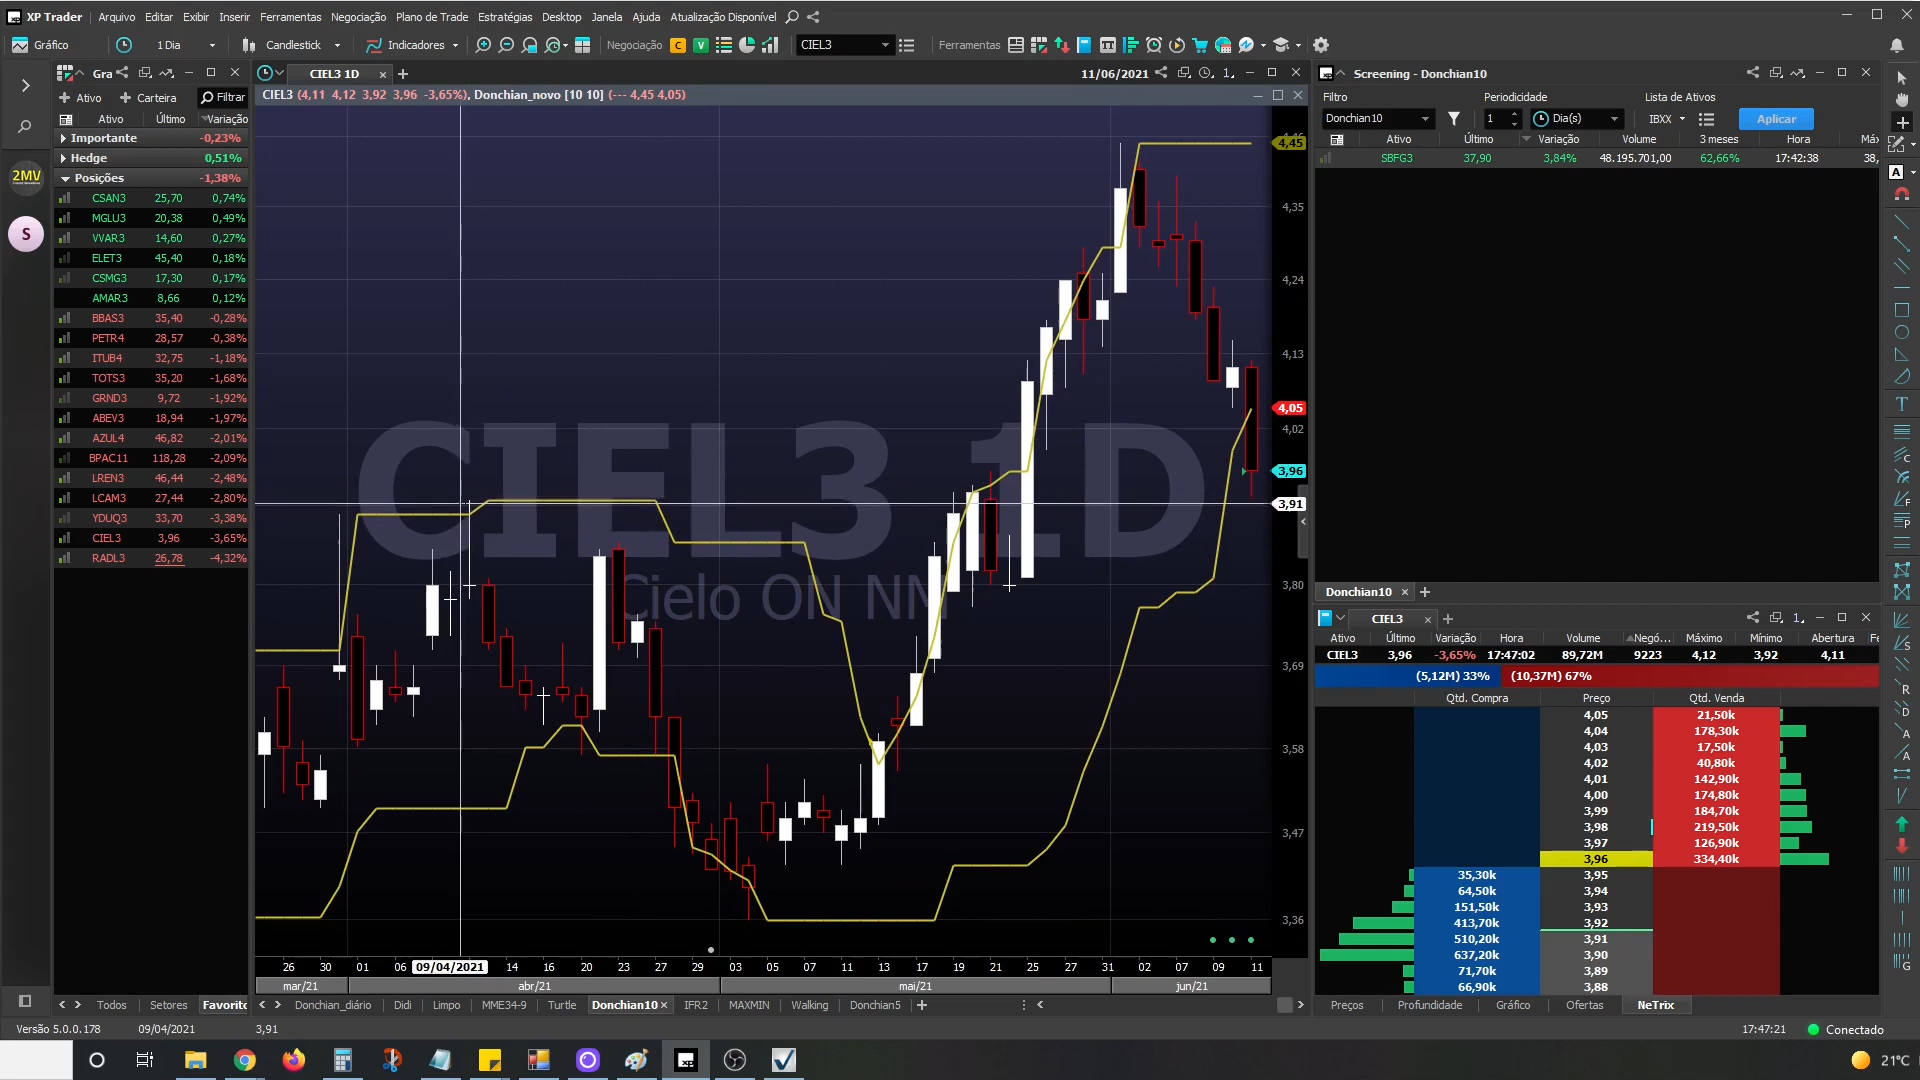 XP Trader Arquivo Editar Exibir Inserir Ferramentas Negociação Plano de Trade Estratégias Desktop Janela Ajuda Atualização Disponível
Gráfico 1 Dia Candlestick Indicadores Negociação C V CIEL3 Ferramentas
Gra
Ativo Carteira Filtrar
Ativo Último Variação
Importante -0,23%
Hedge 0,51%
Posições -1,38%
CSAN3 25,70 0,74%
MGLU3 20,38 0,49%
VVAR3 14,60 0,27%
ELET3 45,40 0,18%
CSMG3 17,30 0,17%
AMAR3 8,66 0,12%
BBAS3 35,40 -0,28%
PETR4 28,57 -0,38%
ITUB4 32,75 -1,18%
TOTS3 35,20 -1,68%
GRND3 9,72 -1,92%
ABEV3 18,94 -1,97%
AZUL4 46,82 -2,01%
BPAC11 118,28 -2,09%
LREN3 46,44 -2,48%
LCAM3 27,44 -2,80%
YDUQ3 33,70 -3,38%
CIEL3 3,96 -3,65%
RADL3 26,78 -4,32%
2MV
S
Todos Setores Favorito
CIEL3 1D 11/06/2021 1
CIEL3 (4,11 4,12 3,92 3,96 -3,65%), Donchian_novo [10 10] (--- 4,45 4,05)
CIEL3 1D
Cielo ON NM
4,45
4,35
4,24
4,13
4,05
4,02
3,96
3,91
3,80
3,69
3,58
3,47
3,36
26 30 01 06 09/04/2021 14 16 20 23 27 29 03 05 07 11 13 17 19 21 25 27 31 02 07 09 11
mar/21 abr/21 mai/21 jun/21
Donchian_diário Didi Limpo MME34-9 Turtle Donchian10 IFR2 MAXMIN Walking Donchian5
Screening - Donchian10
Filtro Periodicidade Lista de Ativos
Donchian10 1 Dia(s) IBXX Aplicar
Ativo Último Variação Volume 3 meses Hora Máx
SBFG3 37,90 3,84% 48.195.701,00 62,66% 17:42:38 38,
Donchian10
CIEL3 1
Ativo Último Variação Hora Volume Negó... Máximo Mínimo Abertura Fe
CIEL3 3,96 -3,65% 17:47:02 89,72M 9223 4,12 3,92 4,11
(5,12M) 33% (10,37M) 67%
Qtd. Compra Preço Qtd. Venda
4,05 21,50k
4,04 178,30k
4,03 17,50k
4,02 40,80k
4,01 142,90k
4,00 174,80k
3,99 184,70k
3,98 219,50k
3,97 126,90k
3,96 334,40k
35,30k 3,95
64,50k 3,94
151,50k 3,93
413,70k 3,92
510,20k 3,91
637,20k 3,90
71,70k 3,89
66,90k 3,88
Preços Profundidade Gráfico Ofertas NeTrix
Versão 5.0.0.178 09/04/2021 3,91 17:47:21 Conectado
21°C